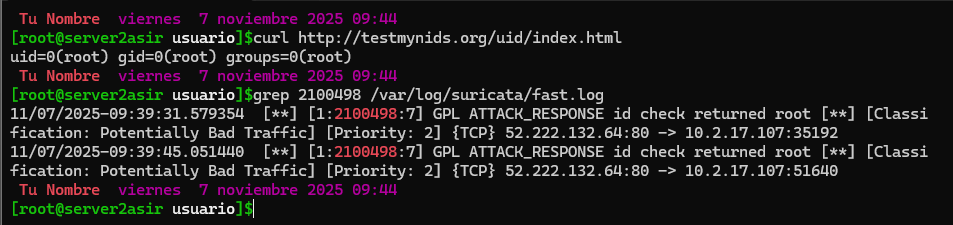 Tu Nombre viernes 7 noviembre 2025 09:44
[root@server2asir usuario]$curl http://testmynids.org/uid/index.html
uid=0(root) gid=0(root) groups=0(root)
Tu Nombre viernes 7 noviembre 2025 09:44
[root@server2asir usuario]$grep 2100498 /var/log/suricata/fast.log
11/07/2025-09:39:31.579354 [**] [1:2100498:7] GPL ATTACK_RESPONSE id check returned root [**] [Classi
fication: Potentially Bad Traffic] [Priority: 2] {TCP} 52.222.132.64:80 -> 10.2.17.107:35192
11/07/2025-09:39:45.051440 [**] [1:2100498:7] GPL ATTACK_RESPONSE id check returned root [**] [Classi
fication: Potentially Bad Traffic] [Priority: 2] {TCP} 52.222.132.64:80 -> 10.2.17.107:51640
Tu Nombre viernes 7 noviembre 2025 09:44
[root@server2asir usuario]$